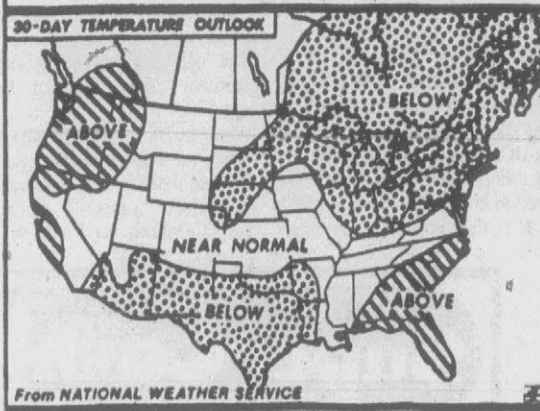 30-DAY TEMPERATURE OUTLOOK
BELOW
ABOVE
NEAR NORMAL
BELOW
ABOVE
From NATIONAL WEATHER SERVICE